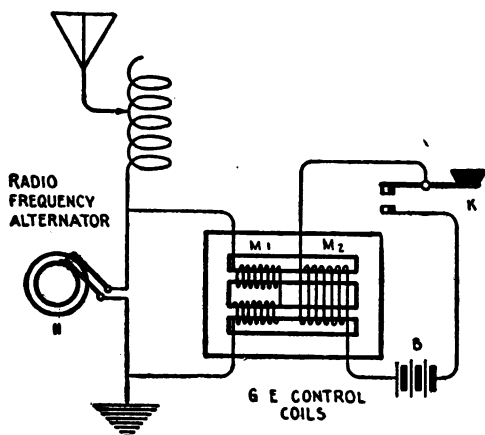 RADIO
FREQUENCY
ALTERNATOR
N
M1
M2
K
B
G E CONTROL
COILS